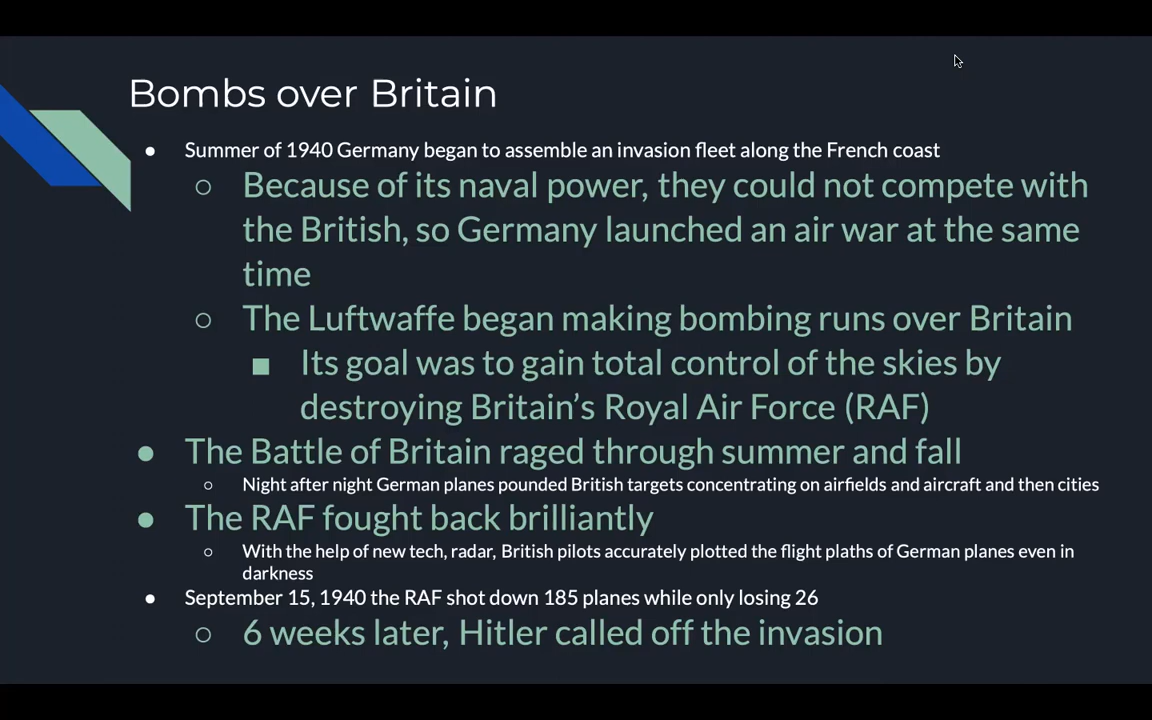 Bombs over Britain
● Summer of 1940 Germany began to assemble an invasion fleet along the French coast
○ Because of its naval power, they could not compete with
the British, so Germany launched an air war at the same
time
○ The Luftwaffe began making bombing runs over Britain
■ Its goal was to gain total control of the skies by
destroying Britain’s Royal Air Force (RAF)
● The Battle of Britain raged through summer and fall
○ Night after night German planes pounded British targets concentrating on airfields and aircraft and then cities
● The RAF fought back brilliantly
○ With the help of new tech, radar, British pilots accurately plotted the flight plaths of German planes even in
darkness
● September 15, 1940 the RAF shot down 185 planes while only losing 26
○ 6 weeks later, Hitler called off the invasion